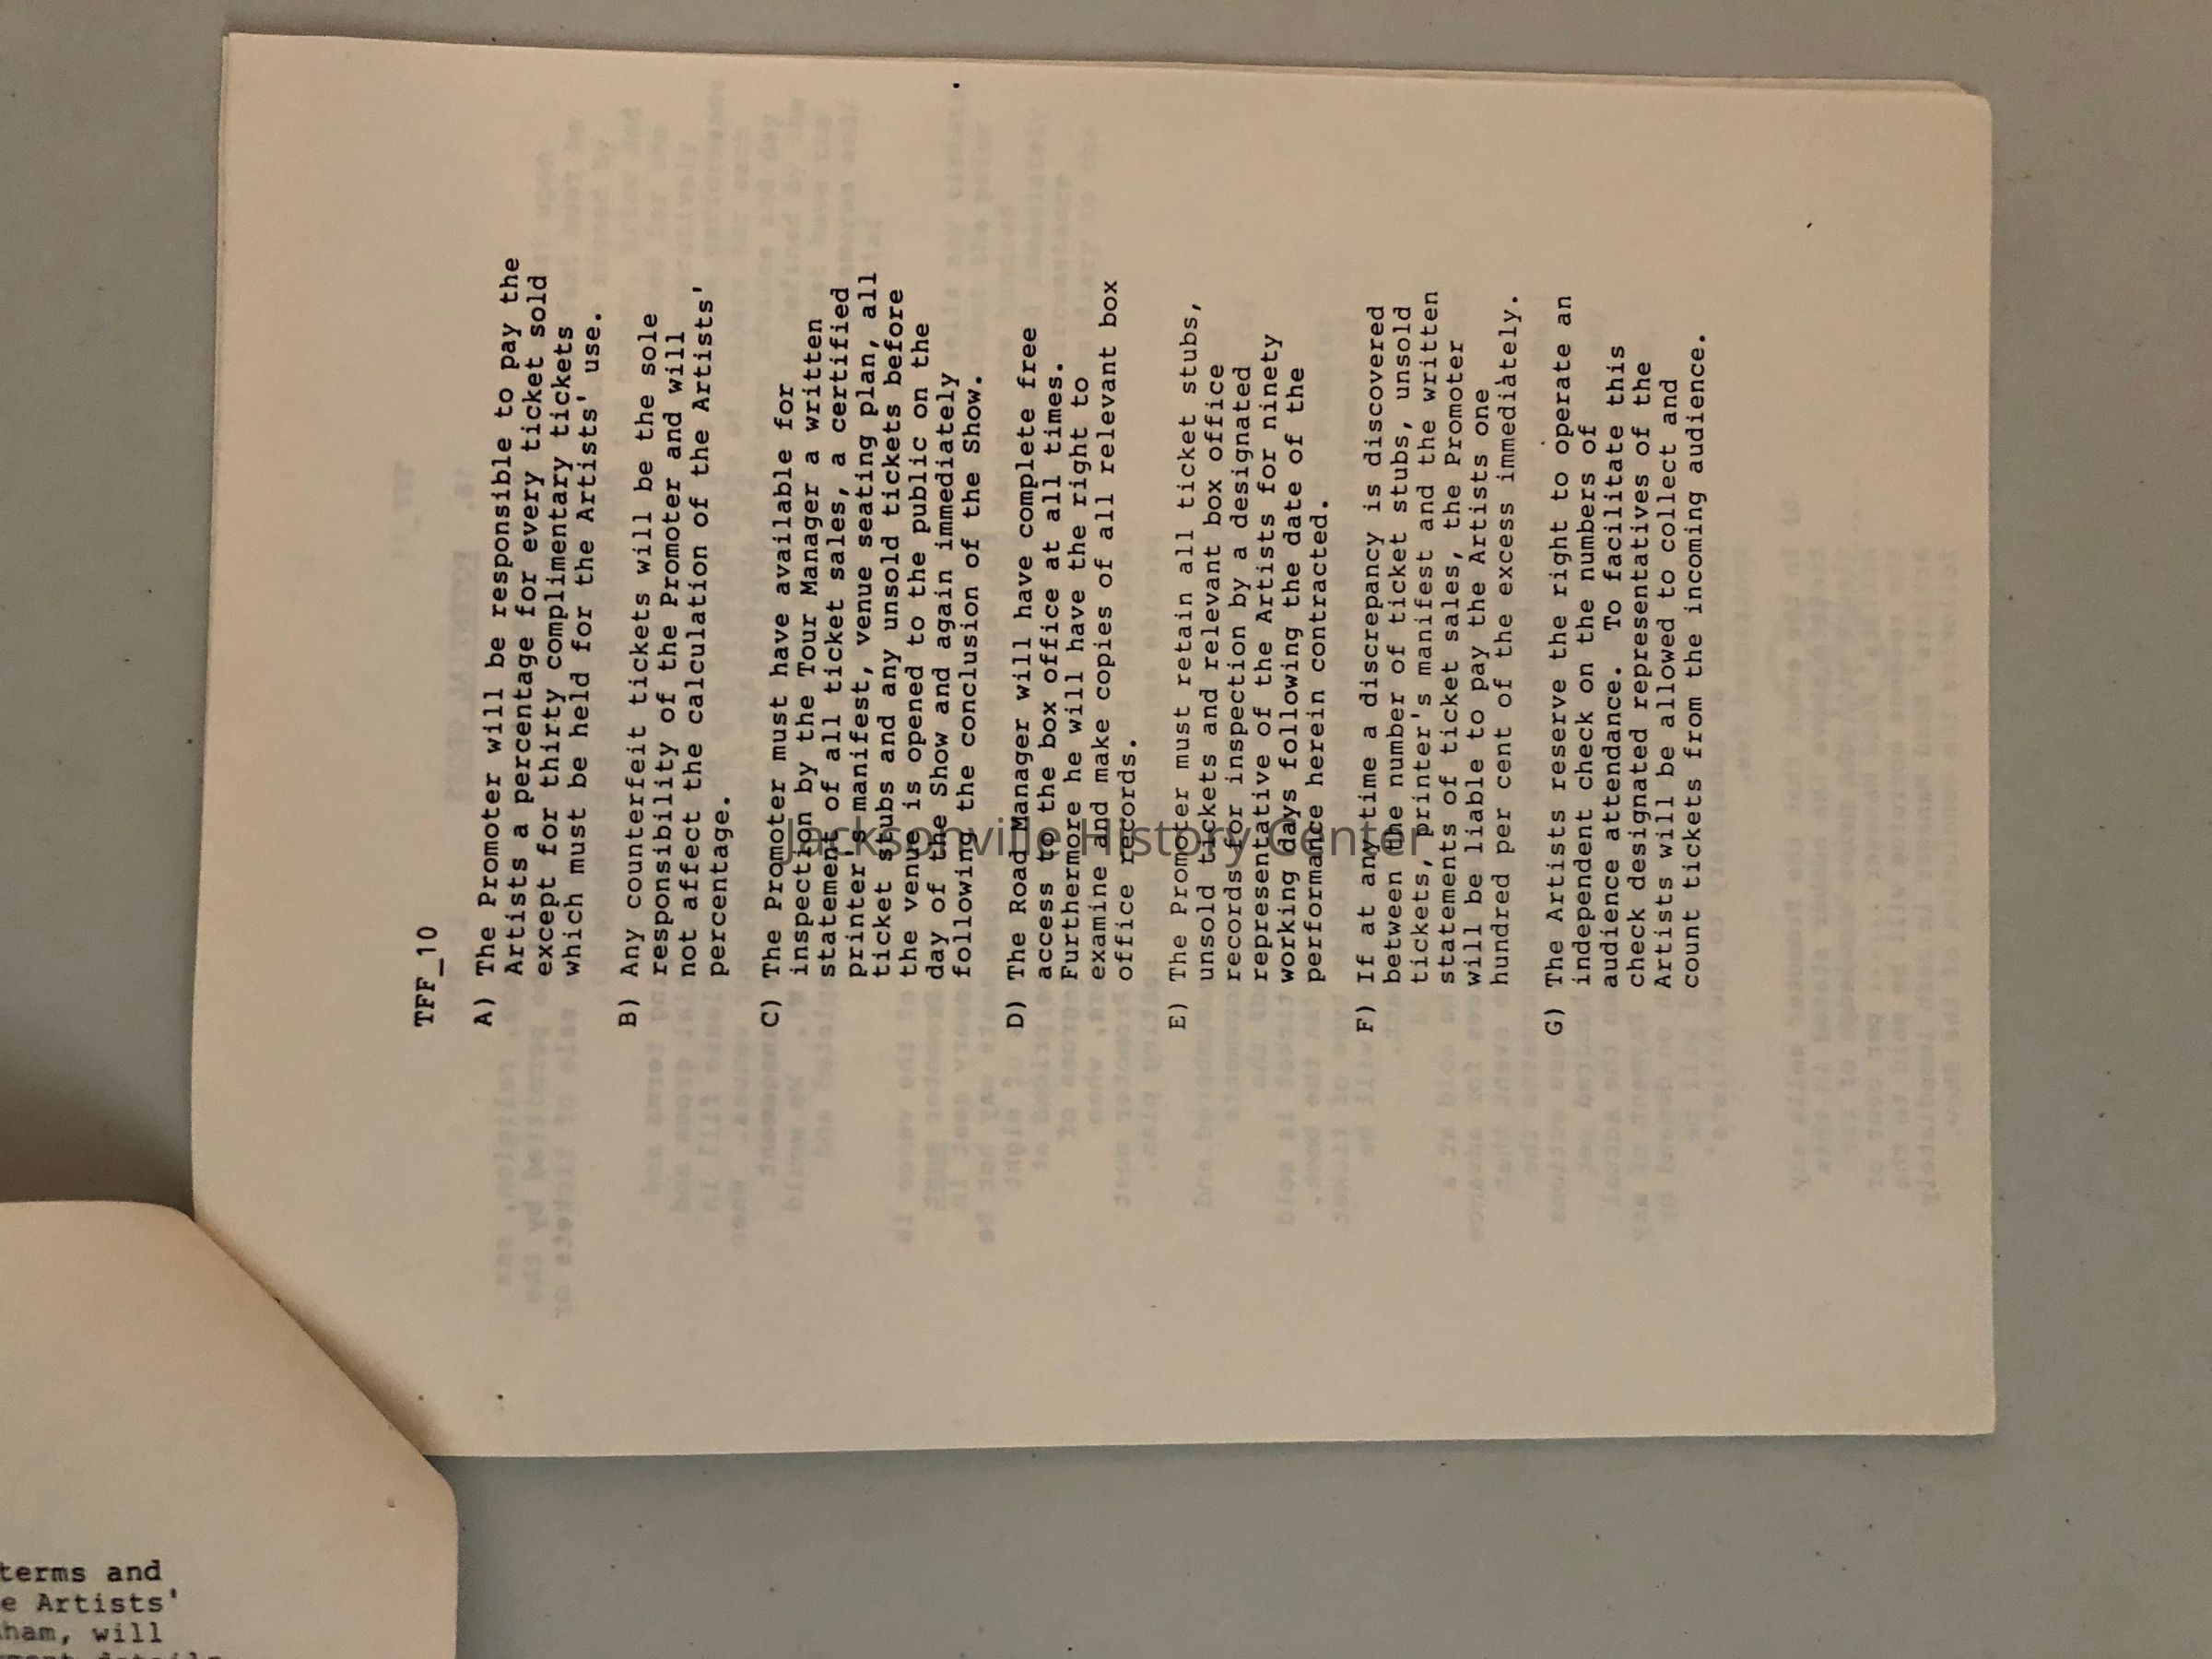 TFF_10
A) The Promoter will be responsible to pay the
Artists a percentage for every ticket sold
except for thirty complimentary tickets
which must be held for the Artists' use.
B) Any counterfeit tickets will be the sole
responsibility of the Promoter and will
not affect the calculation of the Artists'
percentage.
C) The Promoter must have available for
inspection by the Tour Manager a written
statement of all ticket sales, a certified
printer's manifest, venue seating plan, all
ticket stubs and any unsold tickets before
the venue is opened to the public on the
day of the Show and again immediately
following the conclusion of the Show.
D) The Road Manager will have complete free
access to the box office at all times.
Furthermore he will have the right to
examine and make copies of all relevant box
office records.
E) The Promoter must retain all ticket stubs,
unsold tickets and relevant box office
records for inspection by a designated
representative of the Artists for ninety
working days following the date of the
performance herein contracted.
F) If at any time a discrepancy is discovered
between the number of ticket stubs, unsold
tickets, printer's manifest and the written
statements of ticket sales, the Promoter
will be liable to pay the Artists one
hundred per cent of the excess immediately.
G) The Artists reserve the right to operate an
independent check on the numbers of
audience attendance. To facilitate this
check designated representatives of the
Artists will be allowed to collect and
count tickets from the incoming audience.
Jacksonville History Center
terms and
Artists'
will